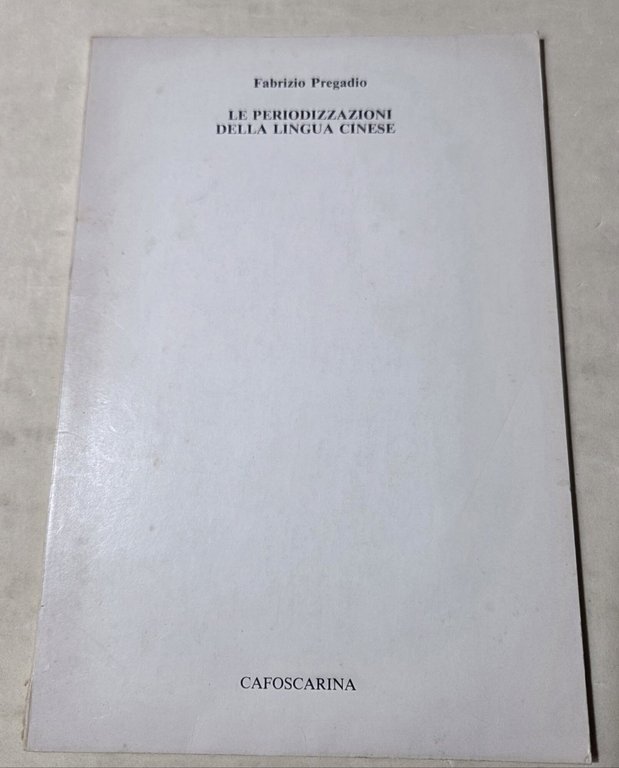 Fabrizio Pregadio
LE PERIODIZZAZIONI
DELLA LINGUA CINESE
CAFOSCARINA